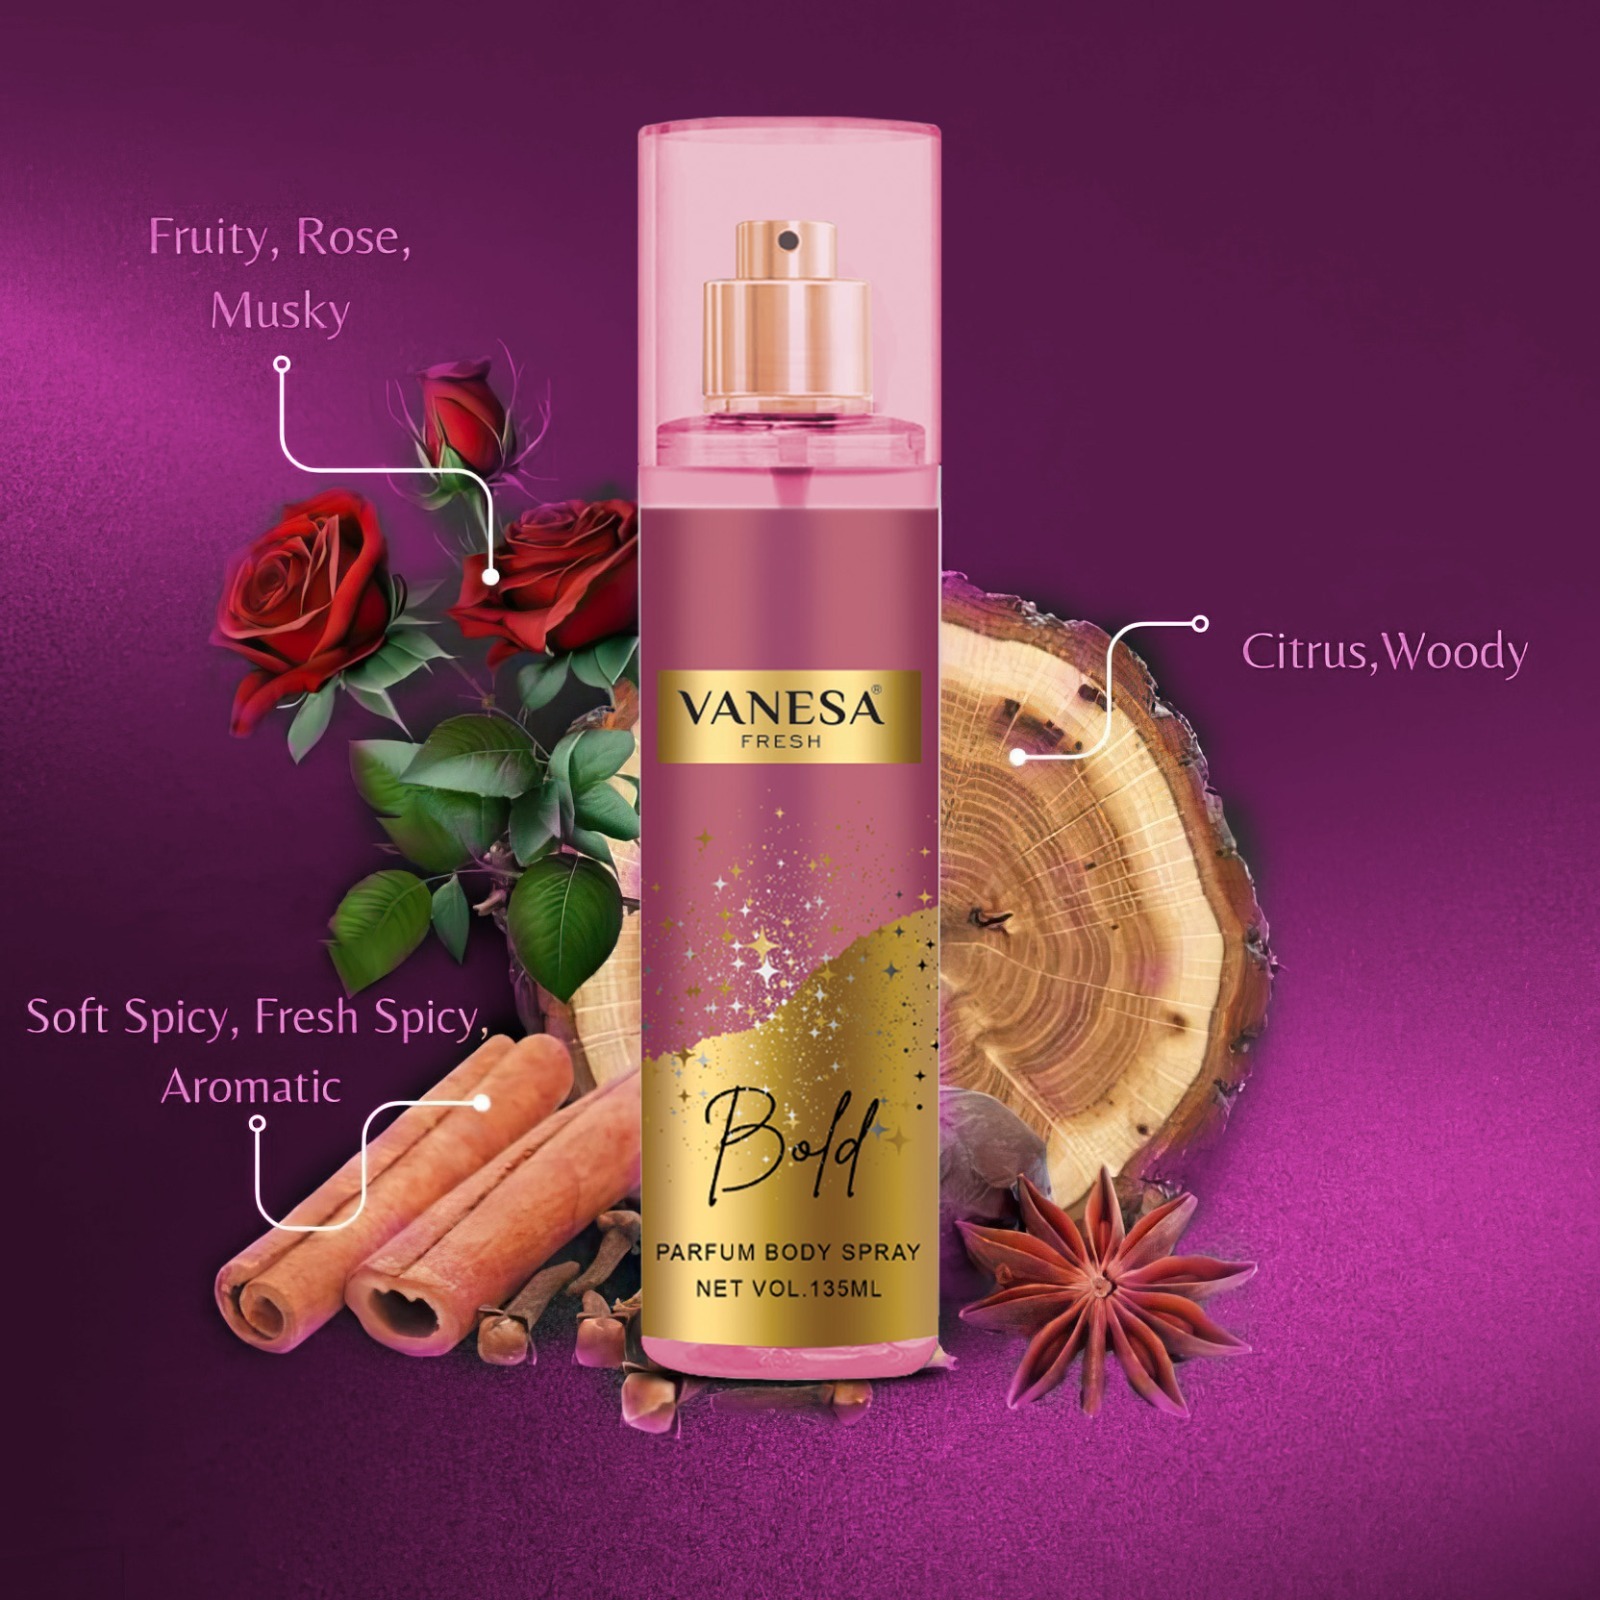 Fruity, Rose,
Musky
Citrus,Woody
VANESA®
FRESH
Soft Spicy, Fresh Spicy,
Aromatic
Bold
PARFUM BODY SPRAY
NET VOL.135ML